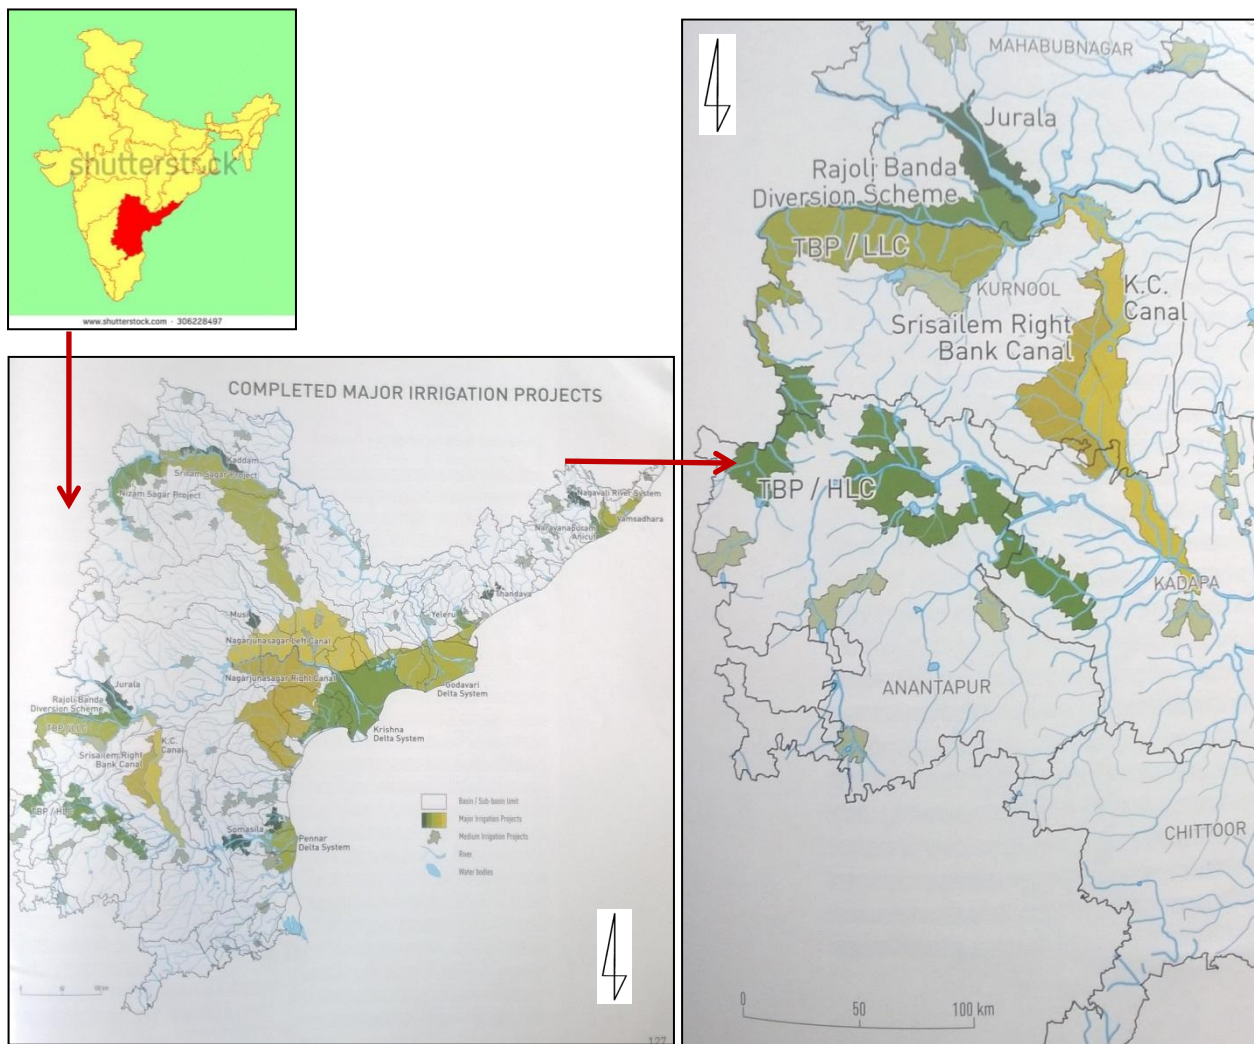 shutterstock
www.shutterstock.com · 306228497
COMPLETED MAJOR IRRIGATION PROJECTS
Kaddam
Sriram Sagar Project
Nizam Sagar Project
Nagavali River System
Vamsadhara
Narayanapuram
Anicut
Thandava
Yeleru
Musi
Nagarjunasagar Left Canal
Nagarjunasagar Right Canal
Godavari
Delta System
Krishna
Delta System
Jurala
Rajoli Banda
Diversion Scheme
TBP / LLC
K.C.
Canal
Srisailem Right
Bank Canal
TBP / HLC
Somasila
Pennar
Delta System
Basin / Sub-basin limit
Major Irrigation Projects
Medium Irrigation Projects
River
Water bodies
127
MAHABUBNAGAR
Jurala
Rajoli Banda
Diversion Scheme
TBP / LLC
KURNOOL
K.C.
Canal
Srisailem Right
Bank Canal
TBP / HLC
KADAPA
ANANTAPUR
CHITTOOR
0
50
100 km